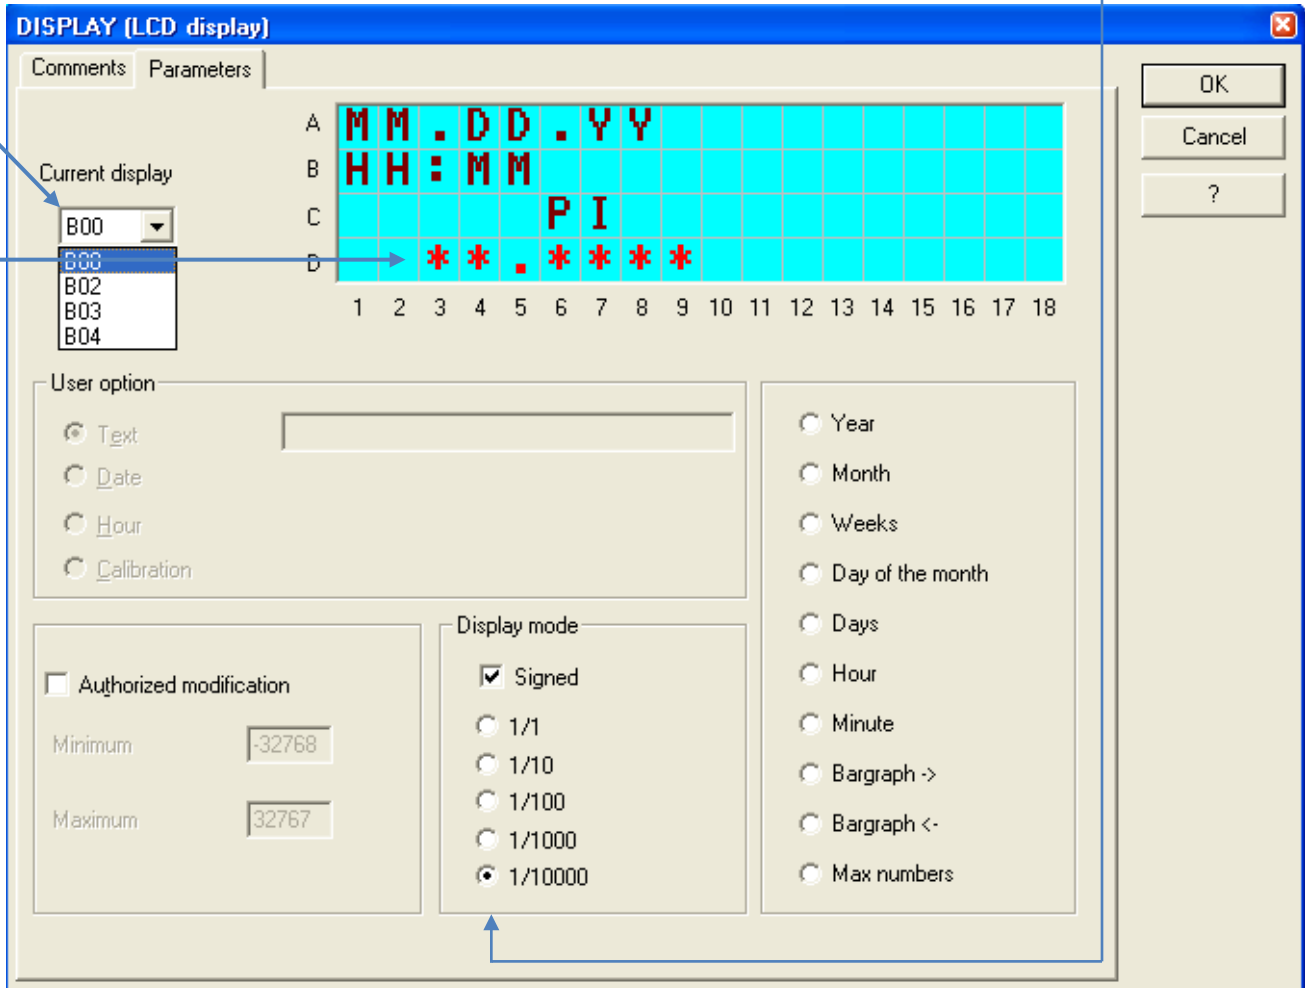 DISPLAY (LCD display)
Comments Parameters
OK
Cancel
?
Current display
B00
B00
B02
B03
B04
A MM.DD.YY
B HH:MM
C PI
D **.****
1 2 3 4 5 6 7 8 9 10 11 12 13 14 15 16 17 18
User option
Text
Date
Hour
Calibration
Authorized modification
Minimum -32768
Maximum 32767
Display mode
Signed
1/1
1/10
1/100
1/1000
1/10000
Year
Month
Weeks
Day of the month
Days
Hour
Minute
Bargraph ->
Bargraph <-
Max numbers